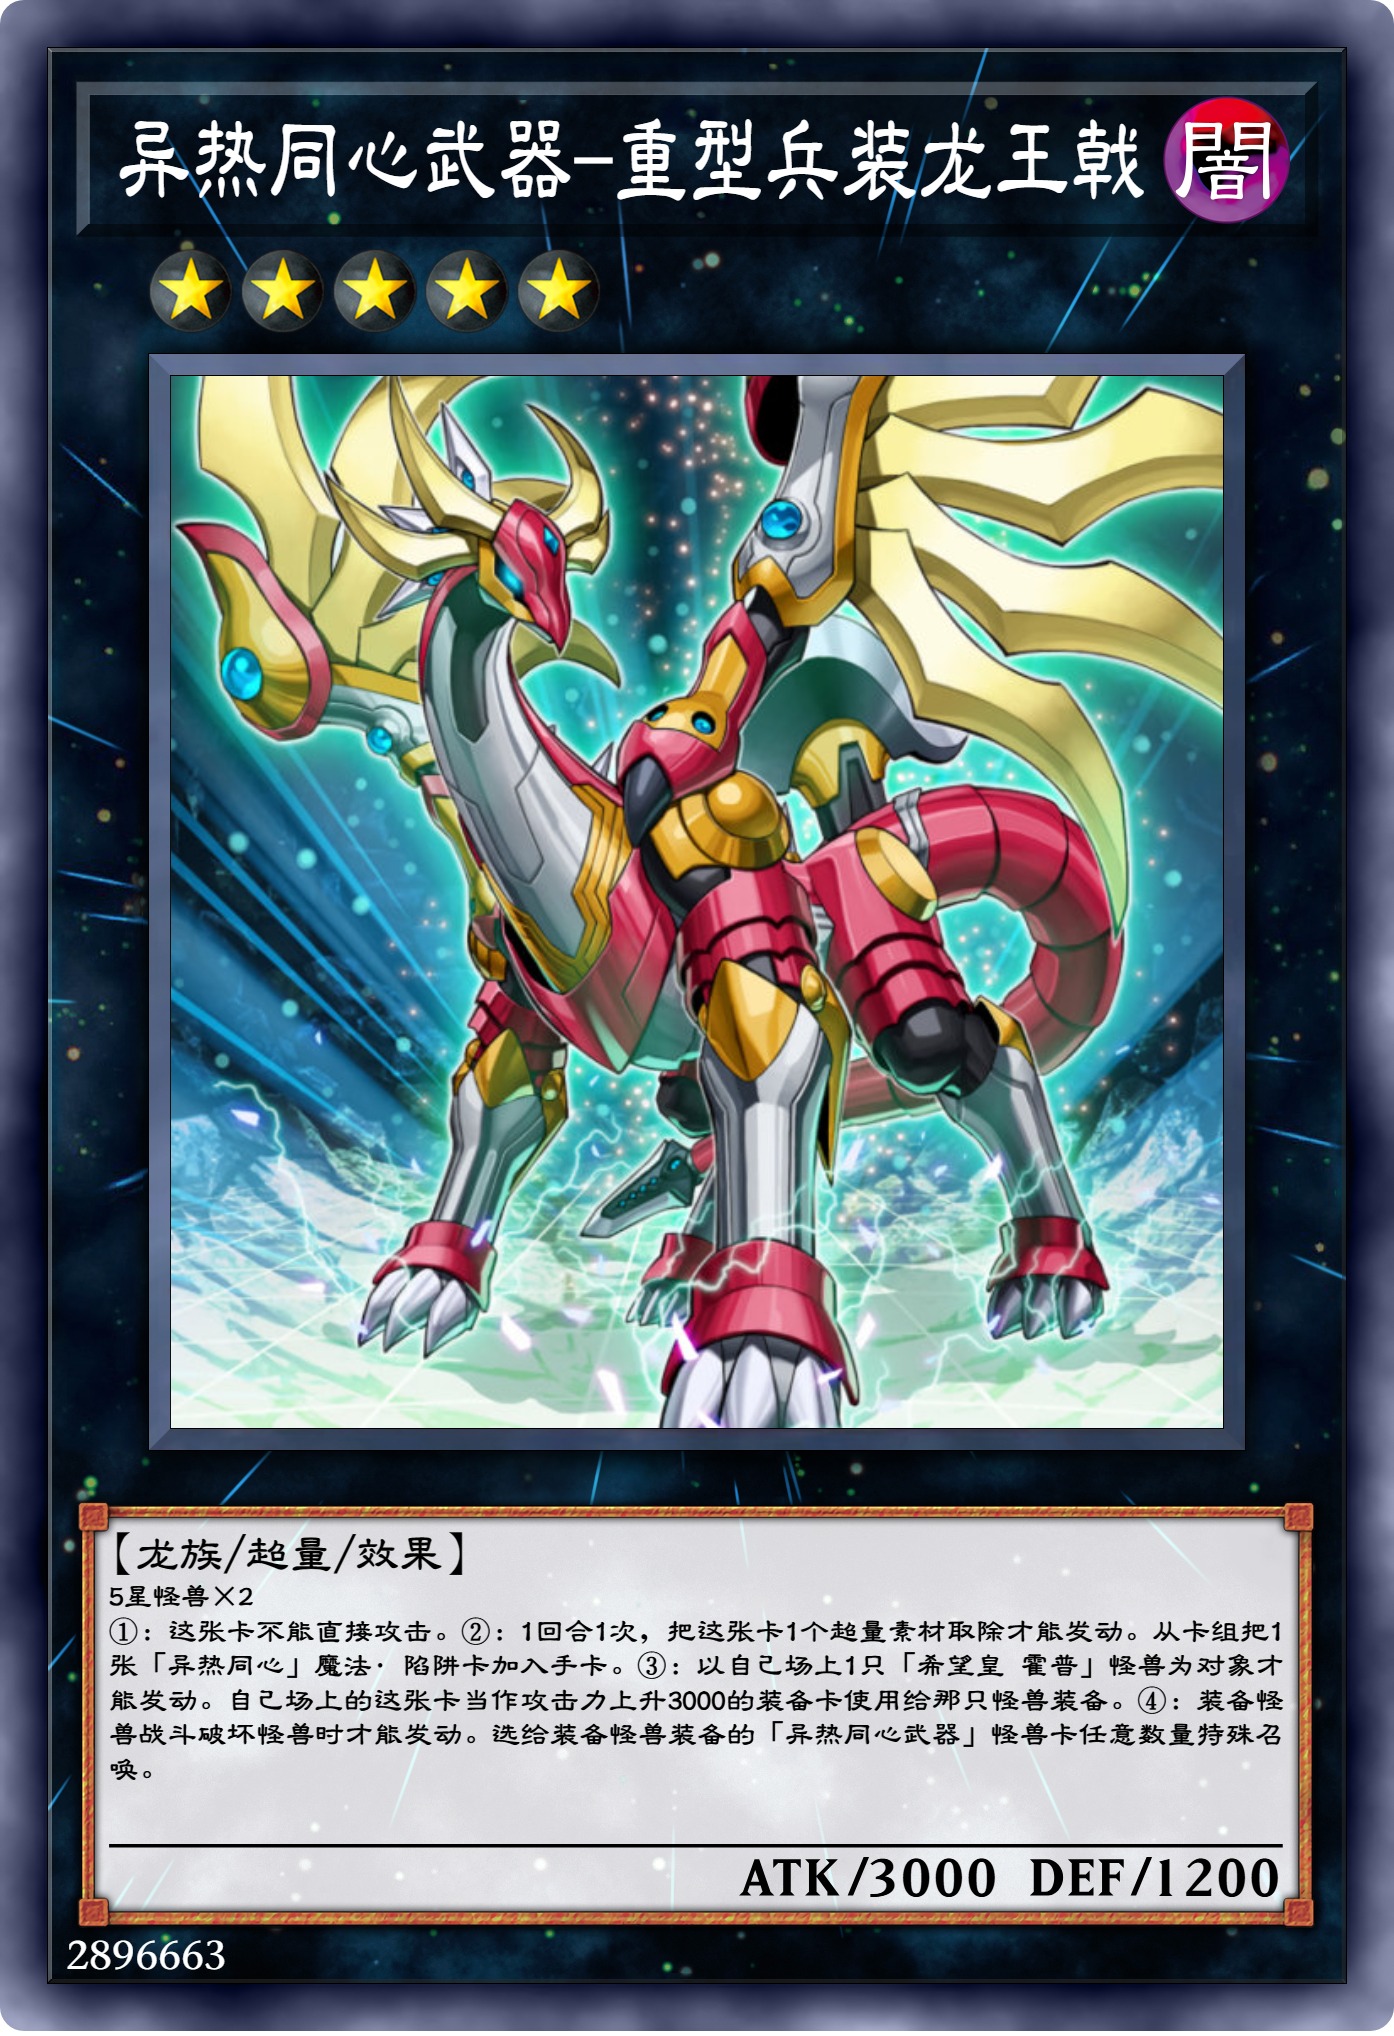 异热同心武器-重型兵装龙王戟 闇
【龙族/超量/效果】
5星怪兽×2
①：这张卡不能直接攻击。②：1回合1次，把这张卡1个超量素材取除才能发动。从卡组把1
张「异热同心」魔法·陷阱卡加入手卡。③：以自己场上1只「希望皇 霍普」怪兽为对象才
能发动。自己场上的这张卡当作攻击力上升3000的装备卡使用给那只怪兽装备。④：装备怪
兽战斗破坏怪兽时才能发动。选给装备怪兽装备的「异热同心武器」怪兽卡任意数量特殊召
唤。
ATK/3000 DEF/1200
2896663